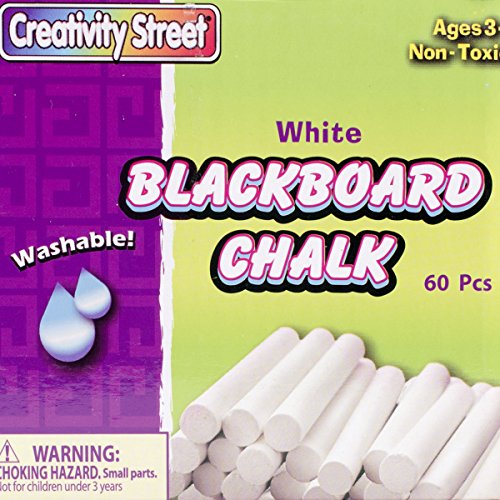 Creativity Street
Ages 3+
Non-Toxic
White
BLACKBOARD
CHALK
Washable!
60 Pcs
WARNING:
CHOKING HAZARD, Small parts.
Not for children under 3 years